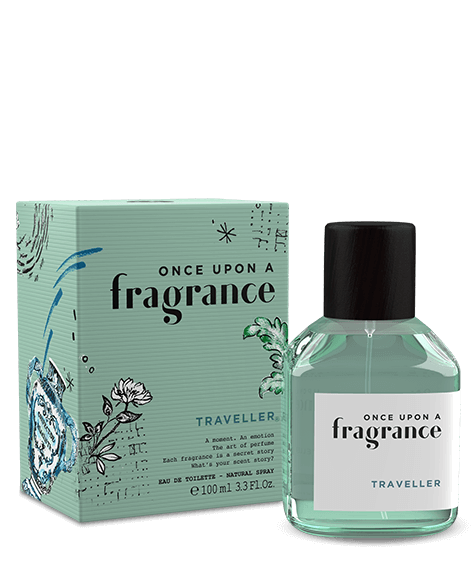 ONCE UPON A
fragrance
TRAVELLER
A moment. An emotion
The art of perfume
Each fragrance is a secret story
What's your scent story?
EAU DE TOILETTE - NATURAL SPRAY
℮ 100 ml 3.3 Fl.Oz.
ONCE UPON A
fragrance
TRAVELLER